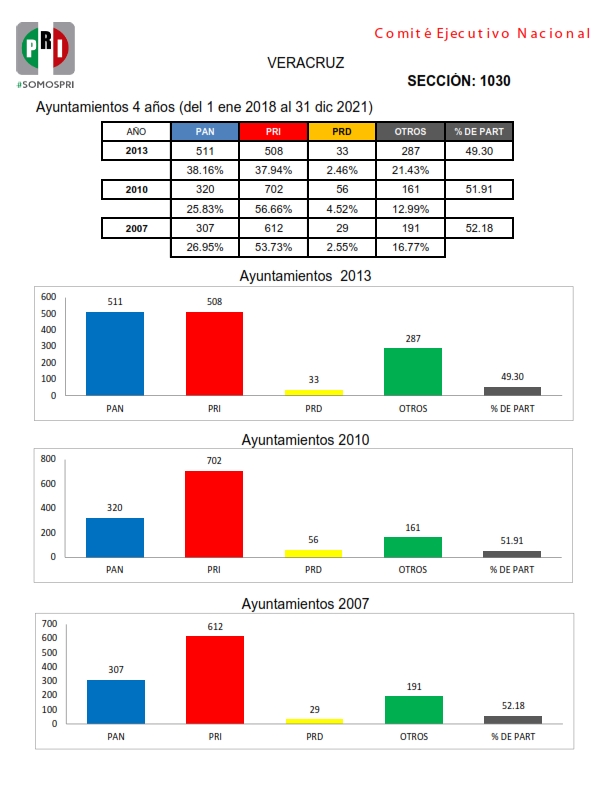 Comité Ejecutivo Nacional
PRI
#SOMOSPRI
VERACRUZ
SECCIÓN: 1030
Ayuntamientos 4 años (del 1 ene 2018 al 31 dic 2021)
AÑO PAN PRI PRD OTROS % DE PART
2013 511 508 33 287 49.30
38.16% 37.94% 2.46% 21.43%
2010 320 702 56 161 51.91
25.83% 56.66% 4.52% 12.99%
2007 307 612 29 191 52.18
26.95% 53.73% 2.55% 16.77%
Ayuntamientos 2013
600
500
400
300
200
100
0
511 508 33 287 49.30
PAN PRI PRD OTROS % DE PART
Ayuntamientos 2010
800
600
400
200
0
320 702 56 161 51.91
PAN PRI PRD OTROS % DE PART
Ayuntamientos 2007
700
600
500
400
300
200
100
0
307 612 29 191 52.18
PAN PRI PRD OTROS % DE PART